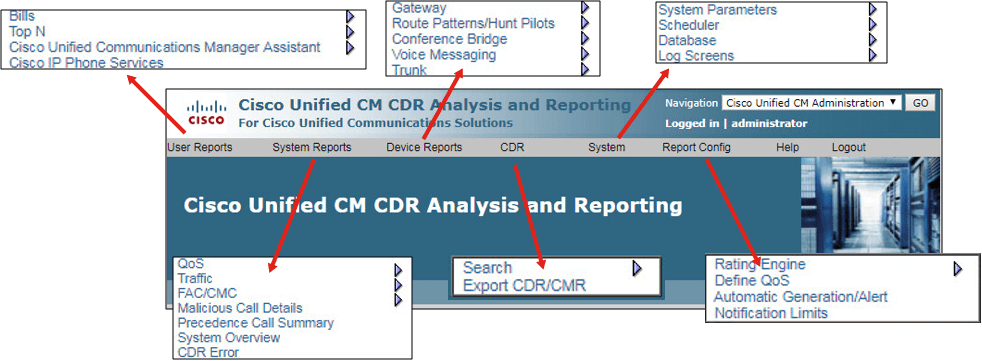 Bills
Top N
Cisco Unified Communications Manager Assistant
Cisco IP Phone Services
Gateway
Route Patterns/Hunt Pilots
Conference Bridge
Voice Messaging
Trunk
System Parameters
Scheduler
Database
Log Screens
CISCO
Cisco Unified CM CDR Analysis and Reporting
For Cisco Unified Communications Solutions
Navigation Cisco Unified CM Administration GO
Logged in | administrator
User Reports System Reports Device Reports CDR System Report Config Help Logout
Cisco Unified CM CDR Analysis and Reporting
QoS
Traffic
FAC/CMC
Malicious Call Details
Precedence Call Summary
System Overview
CDR Error
Search
Export CDR/CMR
Rating Engine
Define QoS
Automatic Generation/Alert
Notification Limits